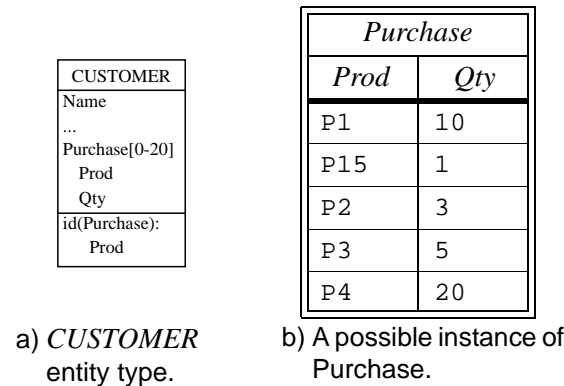 CUSTOMER
Name
...
Purchase[0-20]
Prod
Qty
id(Purchase):
Prod
a) CUSTOMER
entity type.
Purchase
Prod Qty
P1 10
P15 1
P2 3
P3 5
P4 20
b) A possible instance of
Purchase.